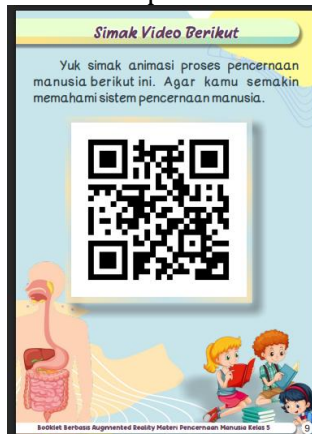 Simak Video Berikut
Yuk simak animasi proses pencernaan
manusia berikut ini. Agar kamu semakin
memahami sistem pencernaan manusia.
Booklet Berbasis Augmented Reality Materi Pencernaan Manusia Kelas 5
9